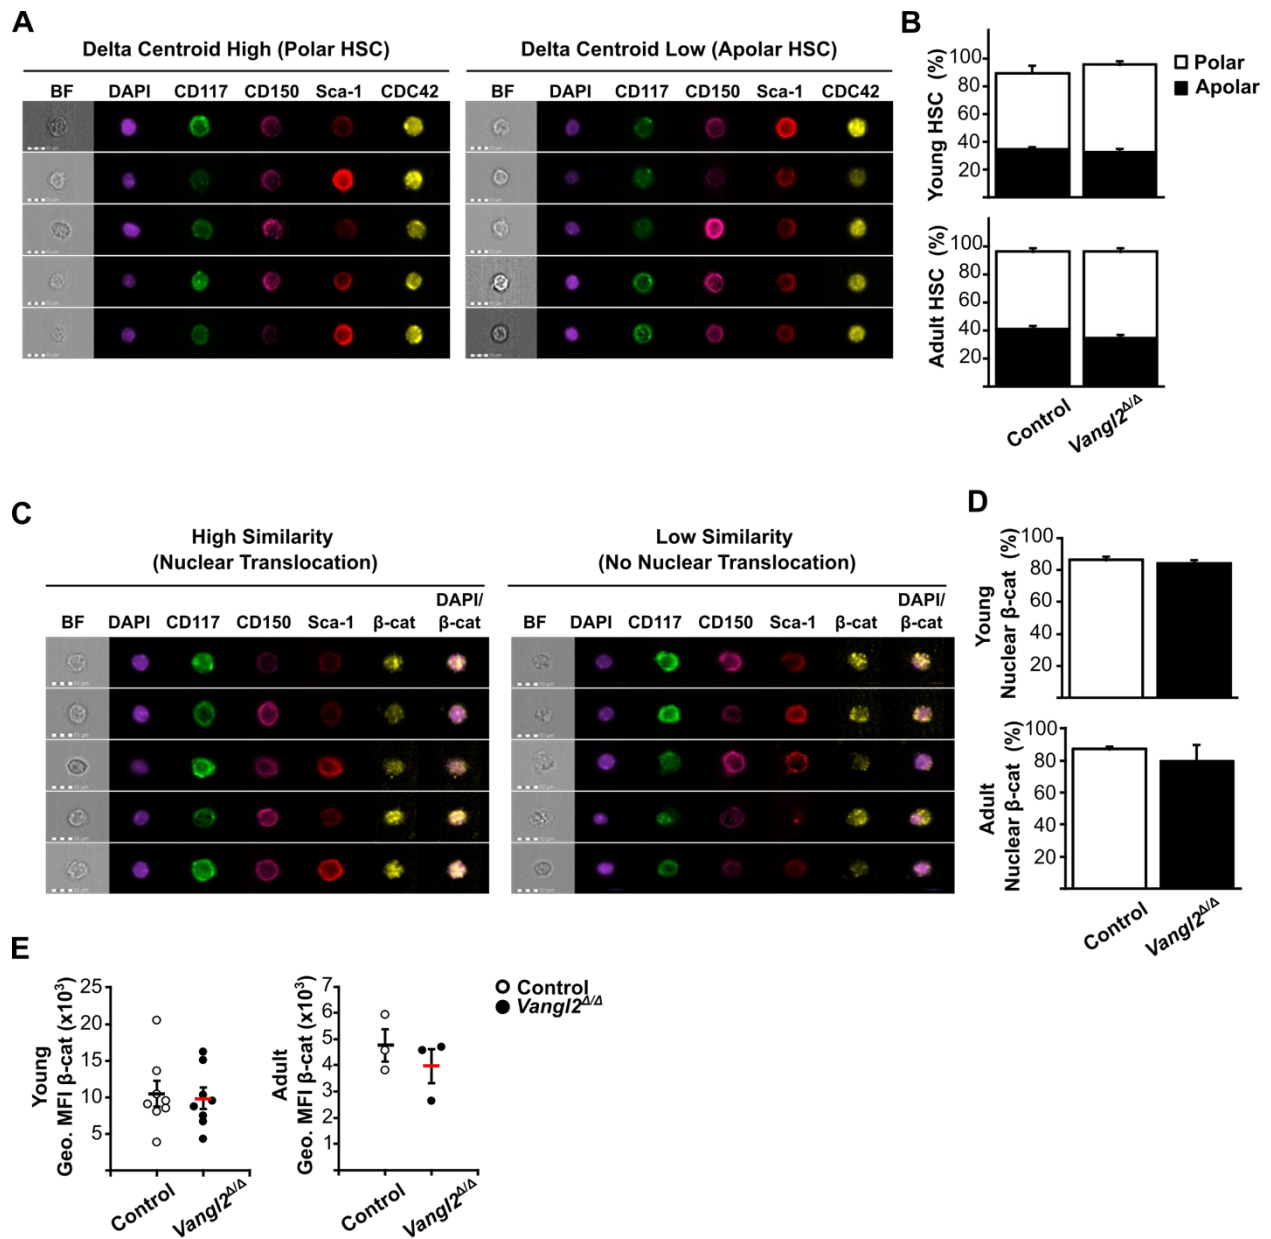 A
Delta Centroid High (Polar HSC)
Delta Centroid Low (Apolar HSC)
BF DAPI CD117 CD150 Sca-1 CDC42
BF DAPI CD117 CD150 Sca-1 CDC42
B
Young HSC (%)
100
80
60
40
20
Polar
Apolar
Adult HSC (%)
100
80
60
40
20
Control
Vangl2Δ/Δ
C
High Similarity
(Nuclear Translocation)
Low Similarity
(No Nuclear Translocation)
BF DAPI CD117 CD150 Sca-1 β-cat DAPI/
β-cat
BF DAPI CD117 CD150 Sca-1 β-cat DAPI/
β-cat
D
Young
Nuclear β-cat (%)
100
80
60
40
20
Adult
Nuclear β-cat (%)
100
80
60
40
20
Control
Vangl2Δ/Δ
E
Young
Geo. MFI β-cat (x10³)
25
20
15
10
5
Control
Vangl2Δ/Δ
Adult
Geo. MFI β-cat (x10³)
7
6
5
4
3
2
1
Control
Vangl2Δ/Δ
Control
Vangl2Δ/Δ